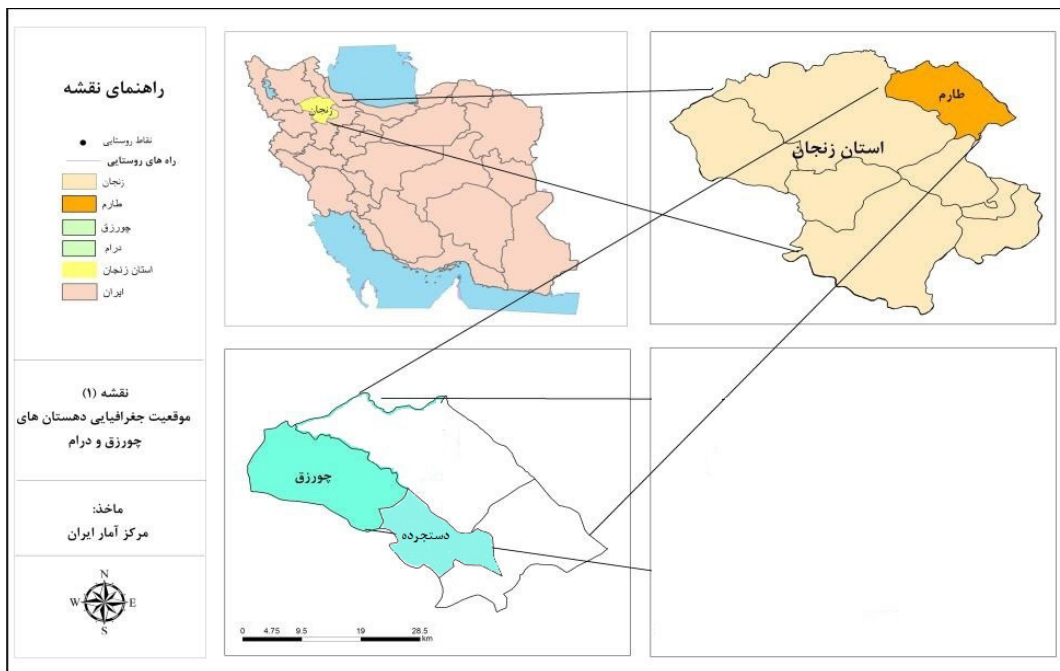 راهنمای نقشه
نقاط روستایی
راه های روستایی
زنجان
طارم
چورزق
درام
استان زنجان
ایران
نقشه (۱)
موقعیت جغرافیایی دهستان های
چورزق و درام
ماخذ:
مرکز آمار ایران
N
W E
S
زنجان
طارم
استان زنجان
چورزق
دستجرده
0 4.75 9.5 19 28.5
km